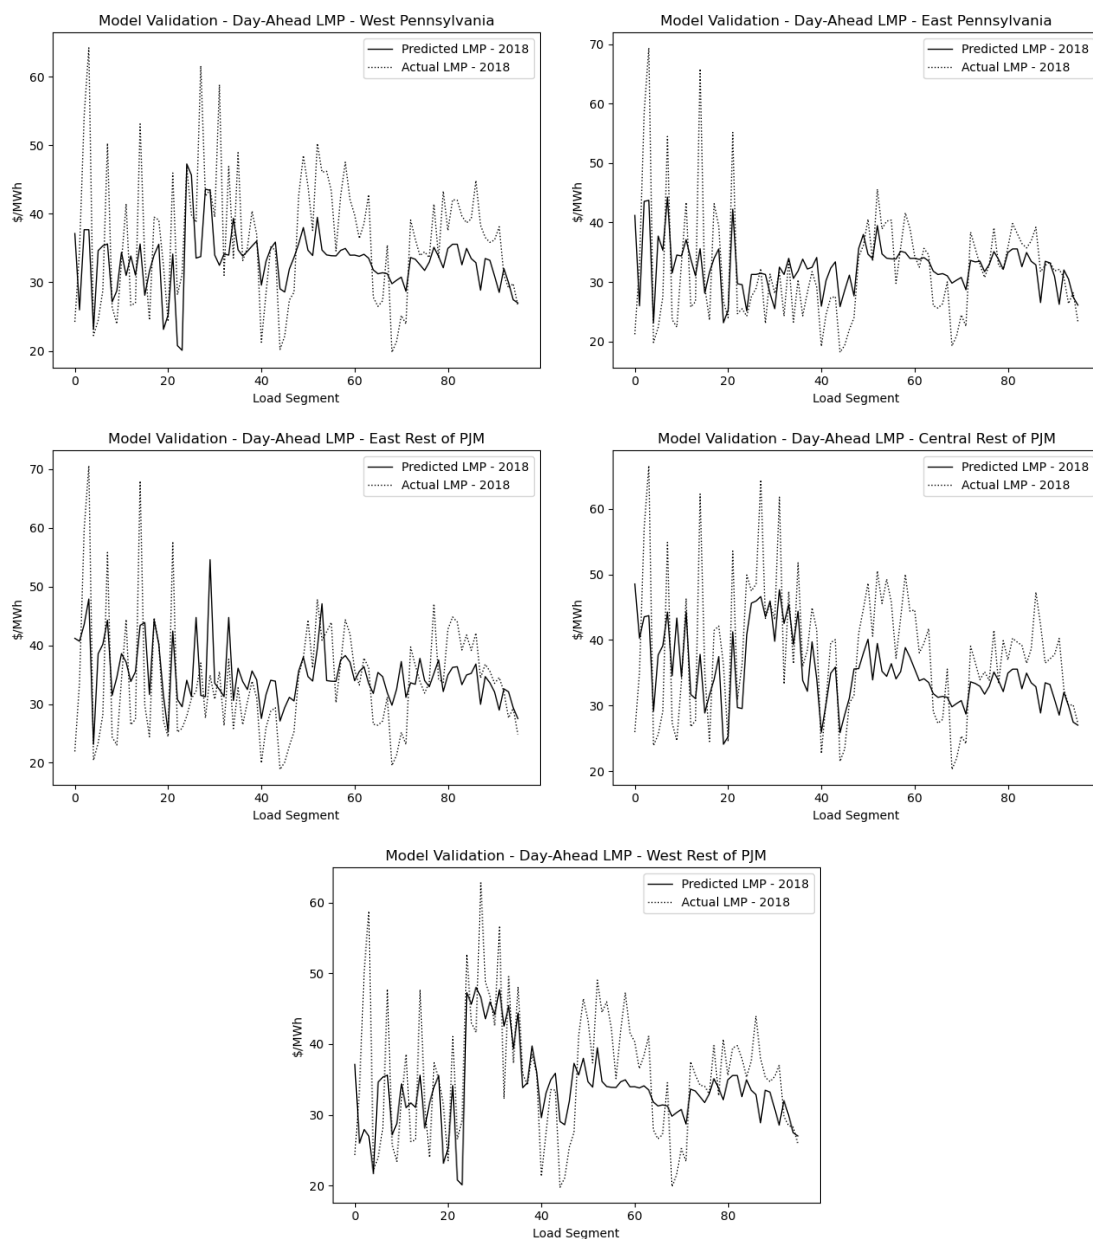 Model Validation - Day-Ahead LMP - West Pennsylvania
Predicted LMP - 2018
Actual LMP - 2018
$/MWh
60
50
40
30
20
0
20
40
60
80
Load Segment
Model Validation - Day-Ahead LMP - East Pennsylvania
Predicted LMP - 2018
Actual LMP - 2018
$/MWh
70
60
50
40
30
20
0
20
40
60
80
Load Segment
Model Validation - Day-Ahead LMP - East Rest of PJM
Predicted LMP - 2018
Actual LMP - 2018
$/MWh
70
60
50
40
30
20
0
20
40
60
80
Load Segment
Model Validation - Day-Ahead LMP - Central Rest of PJM
Predicted LMP - 2018
Actual LMP - 2018
$/MWh
60
50
40
30
20
0
20
40
60
80
Load Segment
Model Validation - Day-Ahead LMP - West Rest of PJM
Predicted LMP - 2018
Actual LMP - 2018
$/MWh
60
50
40
30
20
0
20
40
60
80
Load Segment